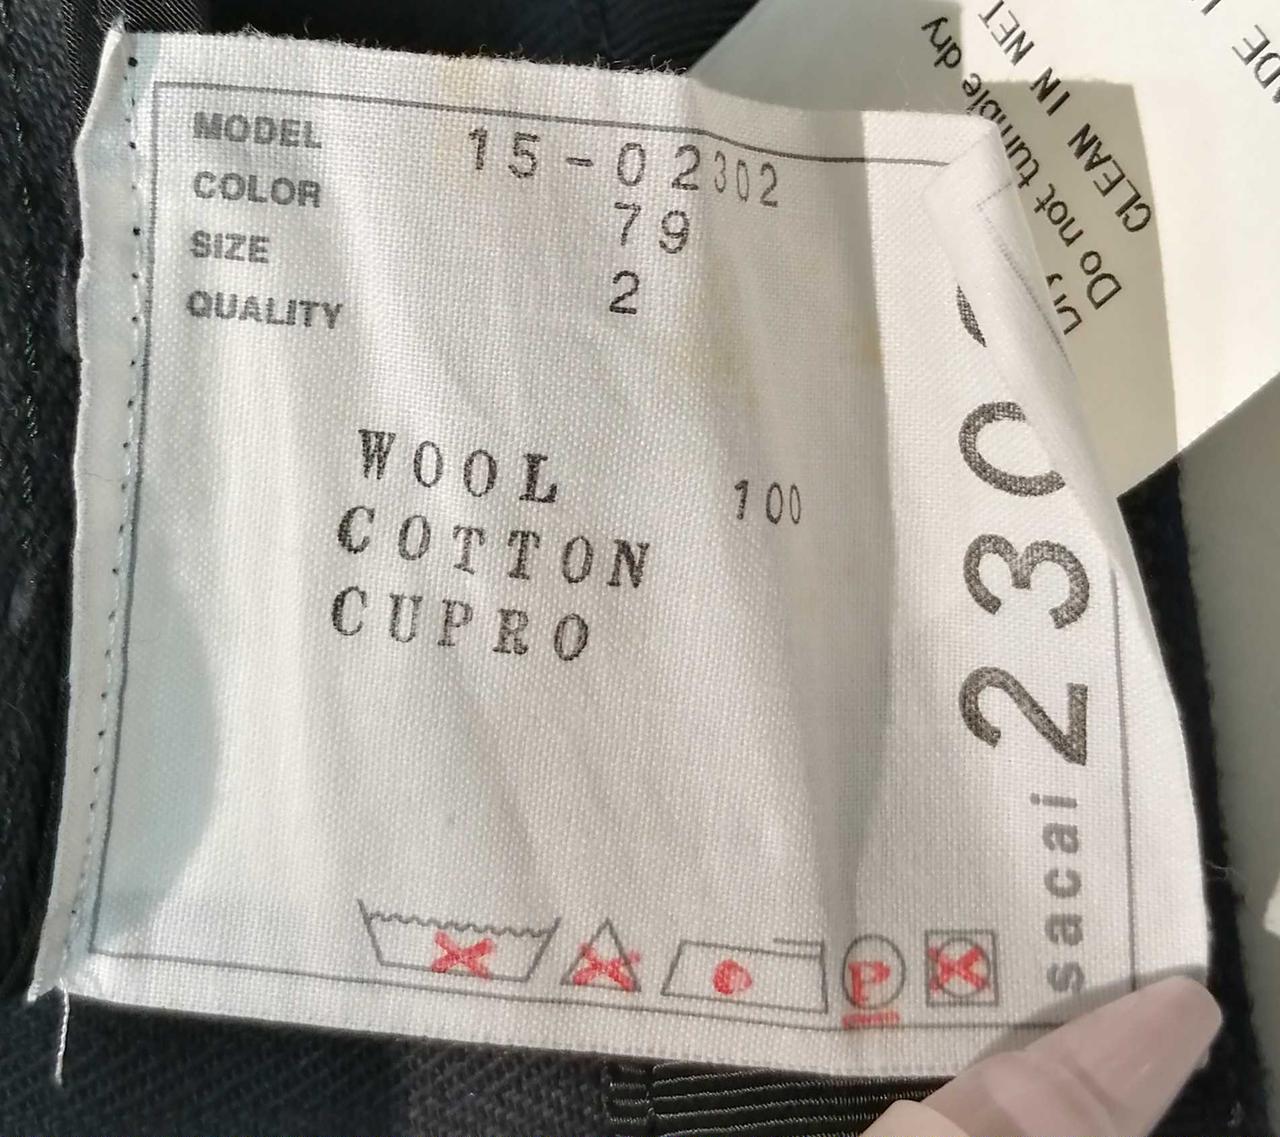 MODEL 15-02302
COLOR 79
SIZE 2
QUALITY
WOOL 100
COTTON
CUPRO
P
sacai 230
Dry
Do not tumble dry
CLEAN IN NET